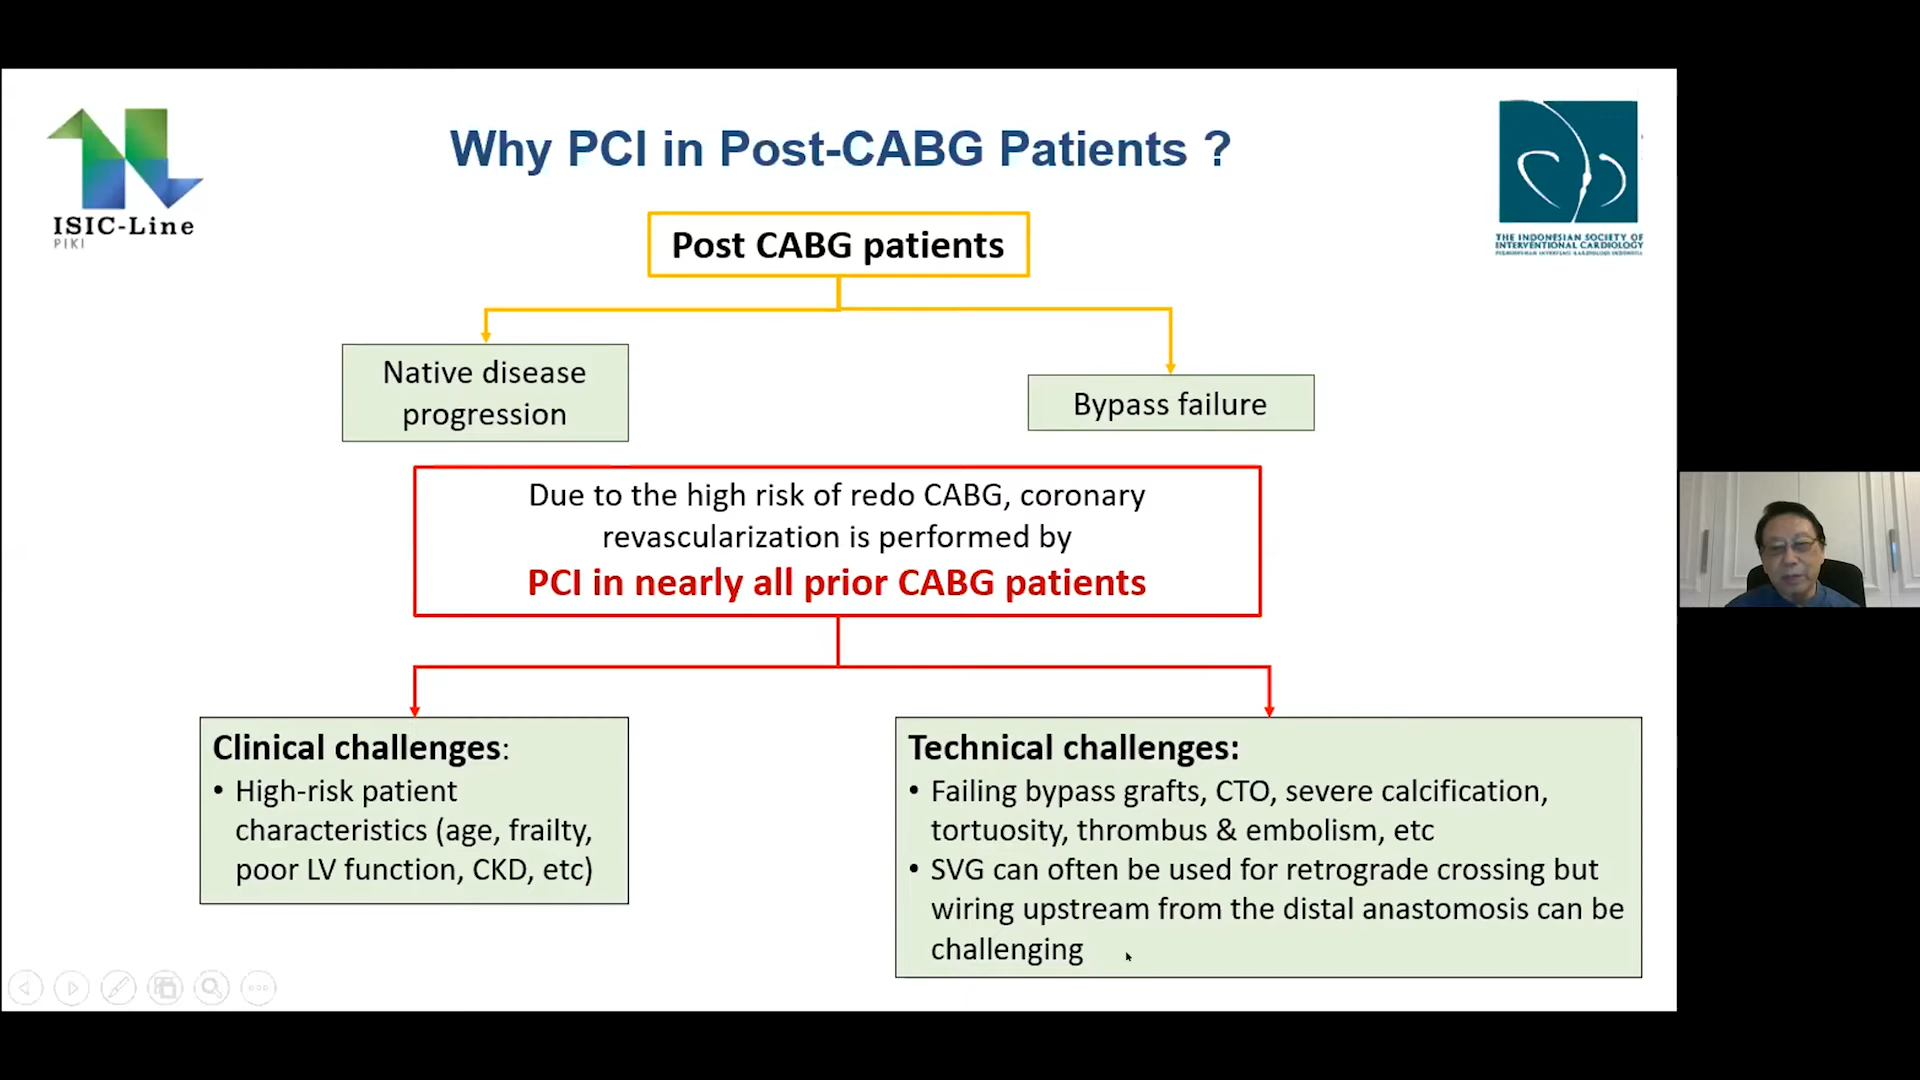 Why PCI in Post-CABG Patients ?
ISIC-Line
PIKI
THE INDONESIAN SOCIETY OF
INTERVENTIONAL CARDIOLOGY
Post CABG patients
Native disease
progression
Bypass failure
Due to the high risk of redo CABG, coronary
revascularization is performed by
PCI in nearly all prior CABG patients
Clinical challenges:
• High-risk patient
characteristics (age, frailty,
poor LV function, CKD, etc)
Technical challenges:
• Failing bypass grafts, CTO, severe calcification,
tortuosity, thrombus & embolism, etc
• SVG can often be used for retrograde crossing but
wiring upstream from the distal anastomosis can be
challenging